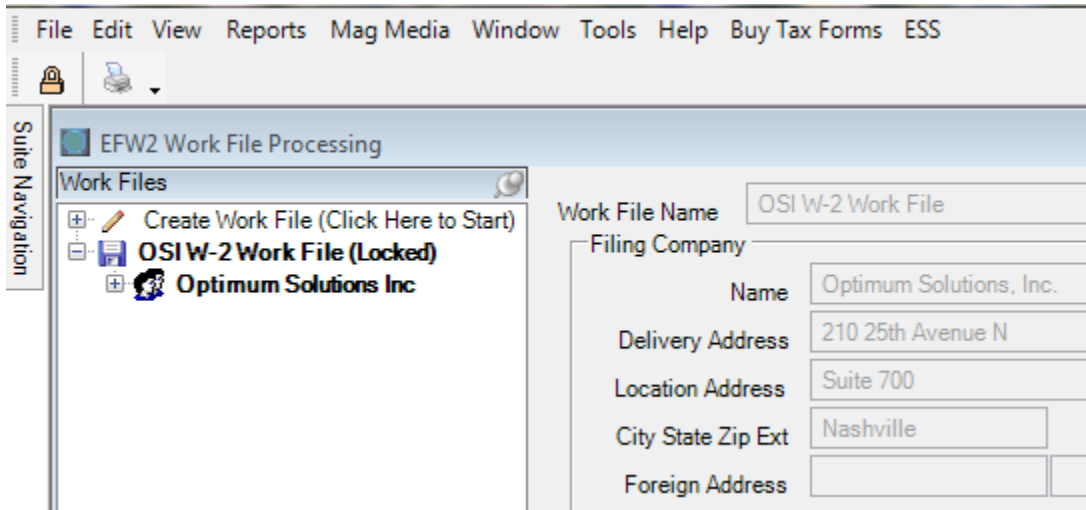 File Edit View Reports Mag Media Window Tools Help Buy Tax Forms ESS
Suite Navigation
EFW2 Work File Processing
Work Files
Create Work File (Click Here to Start)
OSI W-2 Work File (Locked)
Optimum Solutions Inc
Work File Name OSI W-2 Work File
Filing Company
Name Optimum Solutions, Inc.
Delivery Address 210 25th Avenue N
Location Address Suite 700
City State Zip Ext Nashville
Foreign Address